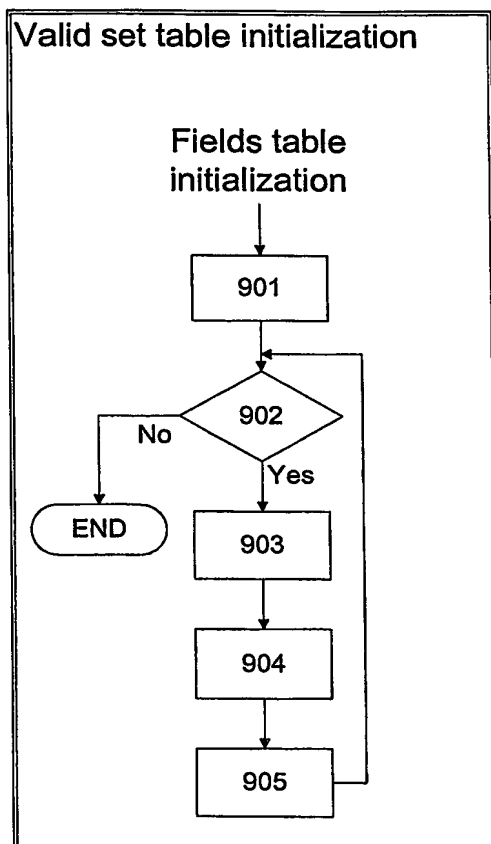 Valid set table initialization
Fields table
initialization
901
902
No
Yes
END
903
904
905